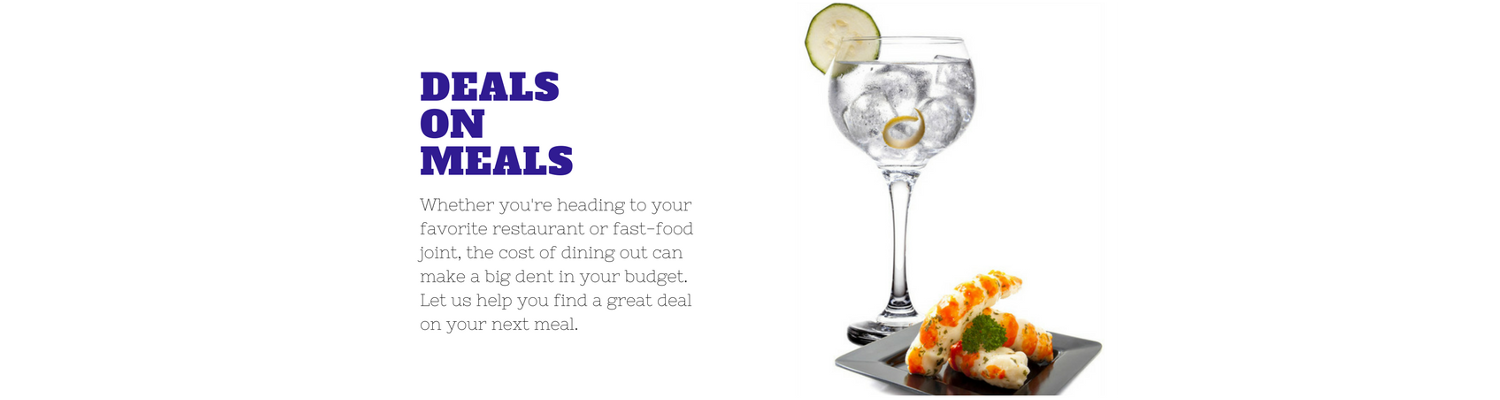 DEALS
ON
MEALS
Whether you're heading to your
favorite restaurant or fast-food
joint, the cost of dining out can
make a big dent in your budget.
Let us help you find a great deal
on your next meal.